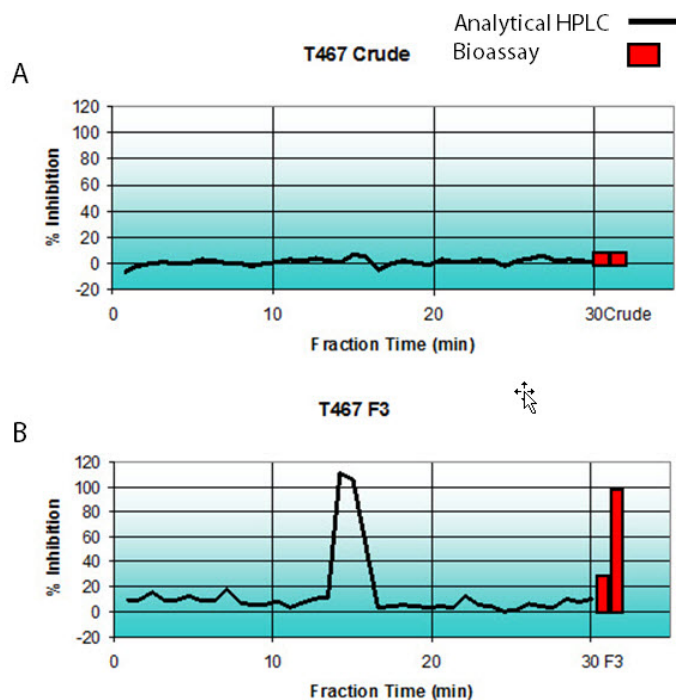 Analytical HPLC
Bioassay
T467 Crude
A
120
100
80
60
40
20
0
-20
% Inhibition
0 10 20 30Crude
Fraction Time (min)
T467 F3
B
120
100
80
60
40
20
0
-20
% Inhibition
0 10 20 30 F3
Fraction Time (min)